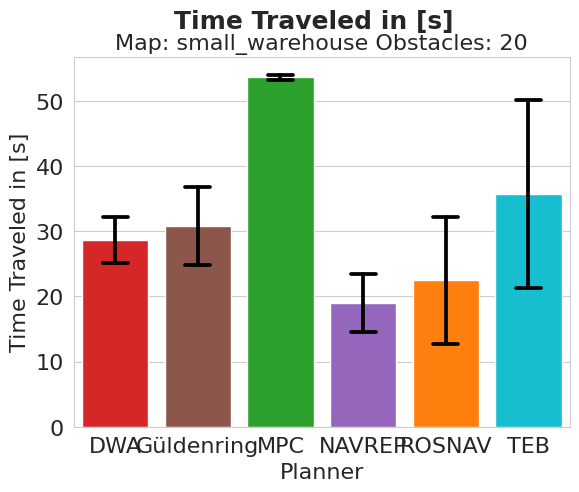 Time Traveled in [s]
Map: small_warehouse Obstacles: 20
Time Traveled in [s]
50
40
30
20
10
0
DWA Güldenring MPC NAVREP ROSNAV TEB
Planner